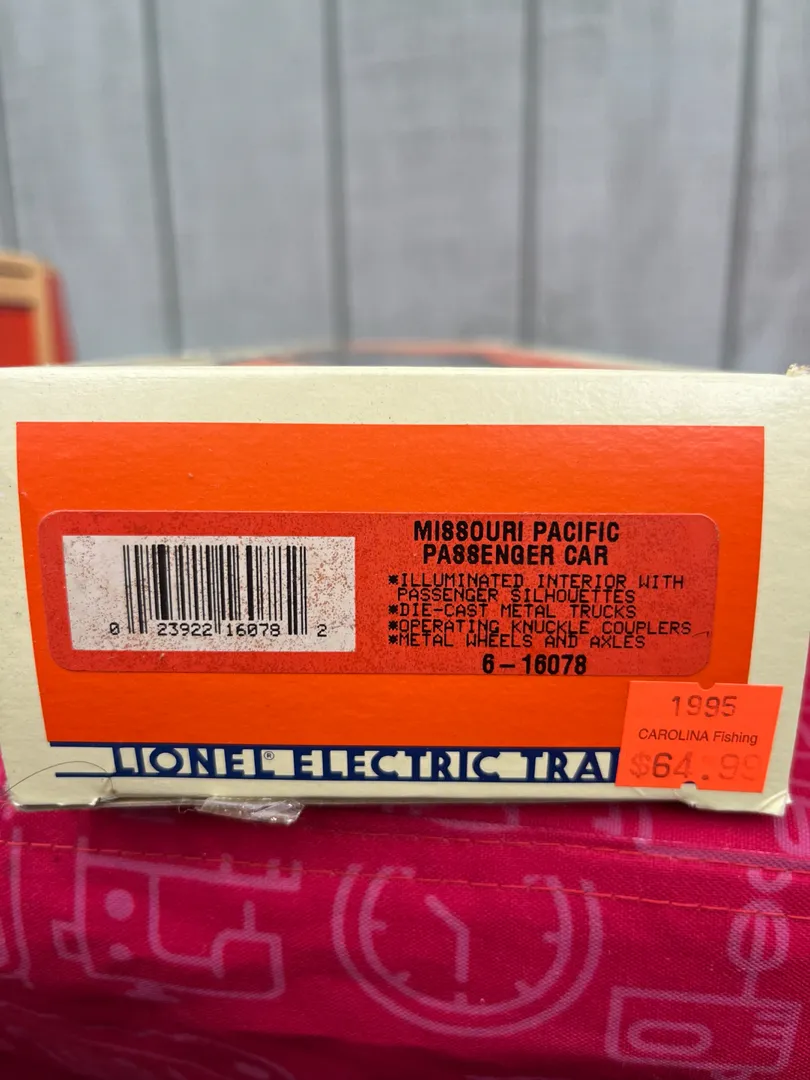 MISSOURI PACIFIC
PASSENGER CAR
*ILLUMINATED INTERIOR WITH
PASSENGER SILHOUETTES
*DIE-CAST METAL TRUCKS
*OPERATING KNUCKLE COUPLERS
*METAL WHEELS AND AXLES
6-16078
0 23922 16078 2
1995
CAROLINA Fishing
$64.99
LIONEL® ELECTRIC TRA